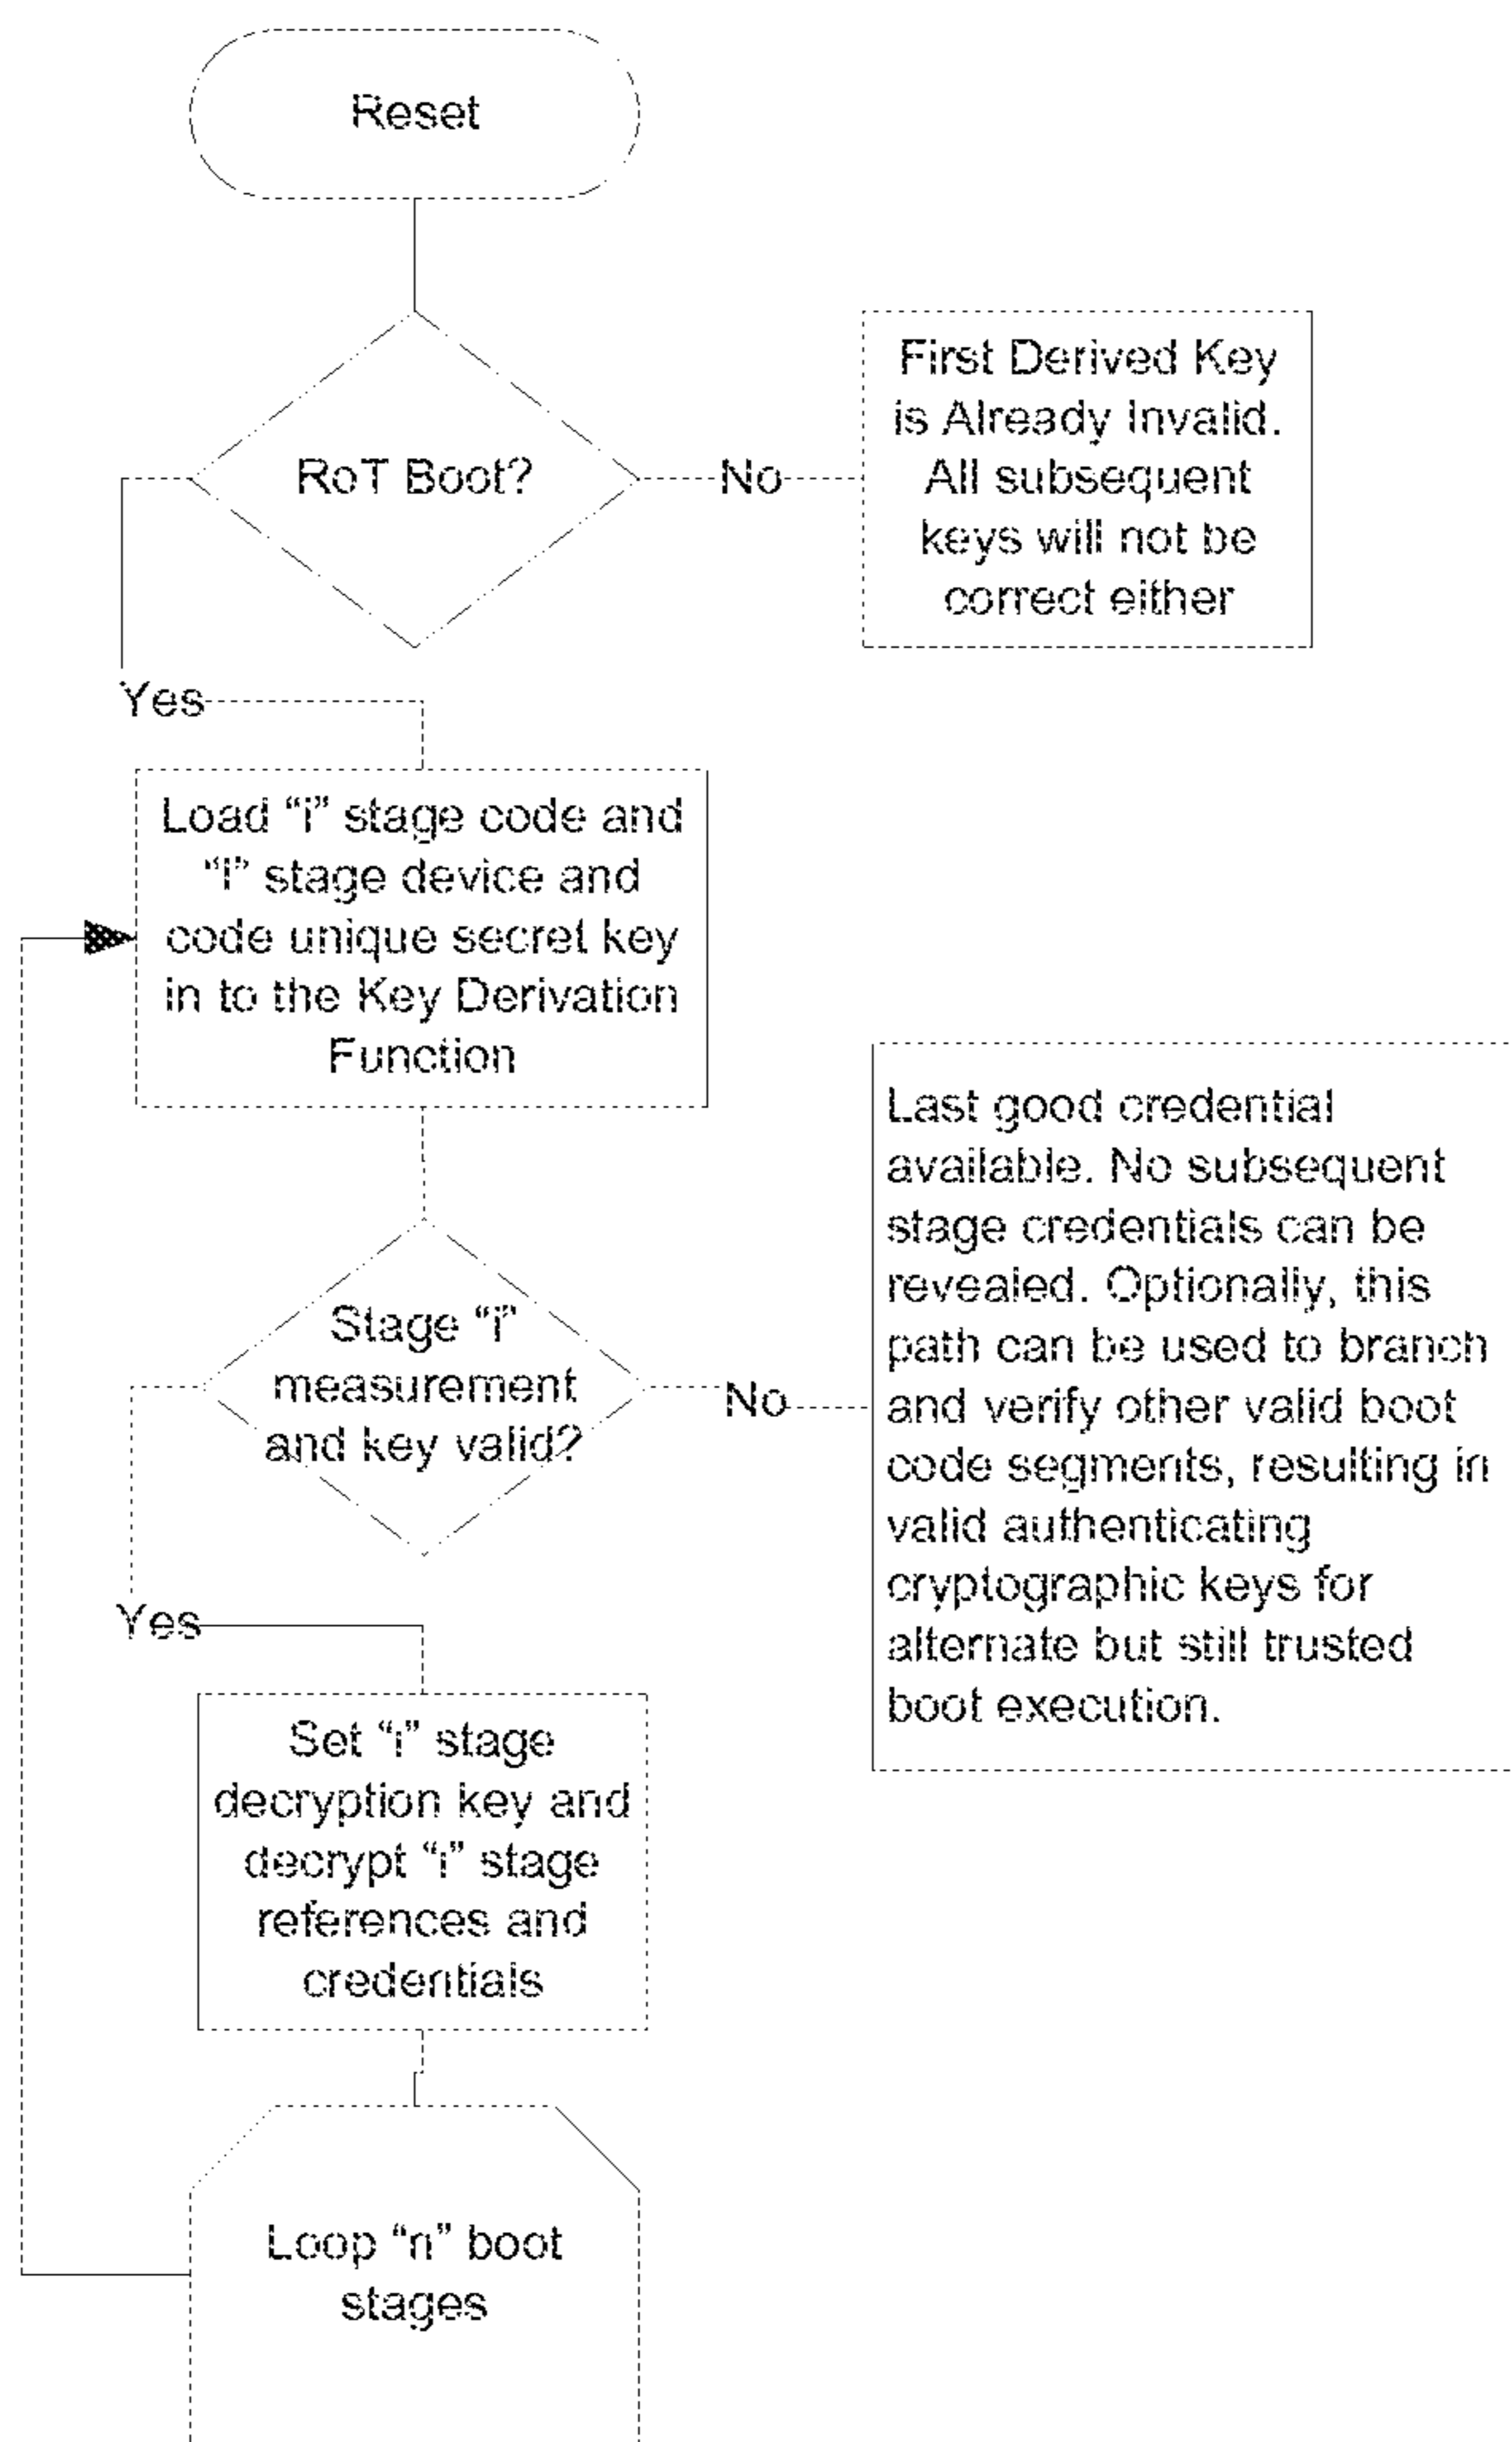 Reset
RoT Boot?
No
First Derived Key
is Already Invalid.
All subsequent
keys will not be
correct either
Yes
Load “i” stage code and
“I” stage device and
code unique secret key
in to the Key Derivation
Function
Stage “i”
measurement
and key valid?
No
Last good credential
available. No subsequent
stage credentials can be
revealed. Optionally, this
path can be used to branch
and verify other valid boot
code segments, resulting in
valid authenticating
cryptographic keys for
alternate but still trusted
boot execution.
Yes
Set “i” stage
decryption key and
decrypt “i” stage
references and
credentials
Loop “n” boot
stages